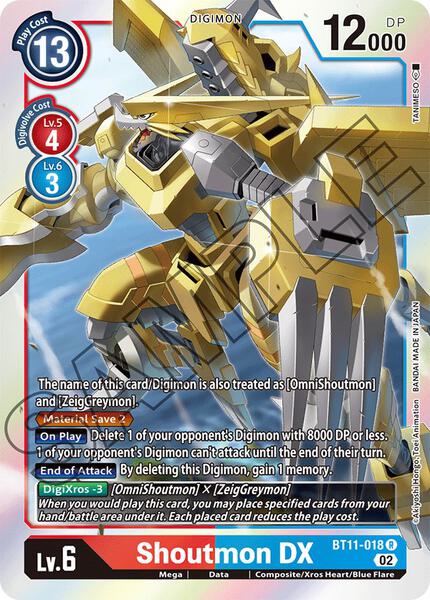 Play Cost
13
DIGIMON
DP
12000
Digivolve Cost
Lv.5
4
Lv.6
3
TANIMESO
SAMPLE
The name of this card/Digimon is also treated as [OmniShoutmon]
and [ZeigGreymon].
Material Save 2
On Play Delete 1 of your opponent's Digimon with 8000 DP or less.
1 of your opponent's Digimon can't attack until the end of their turn.
End of Attack By deleting this Digimon, gain 1 memory.
DigiXros -3 [OmniShoutmon] × [ZeigGreymon]
When you would play this card, you may place specified cards from your
hand/battle area under it. Each placed card reduces the play cost.
©Akiyoshi Hongo, Toei Animation BANDAI MADE IN JAPAN
Lv.6
Shoutmon DX
BT11-018 R
02
Mega Data Composite/Xros Heart/Blue Flare